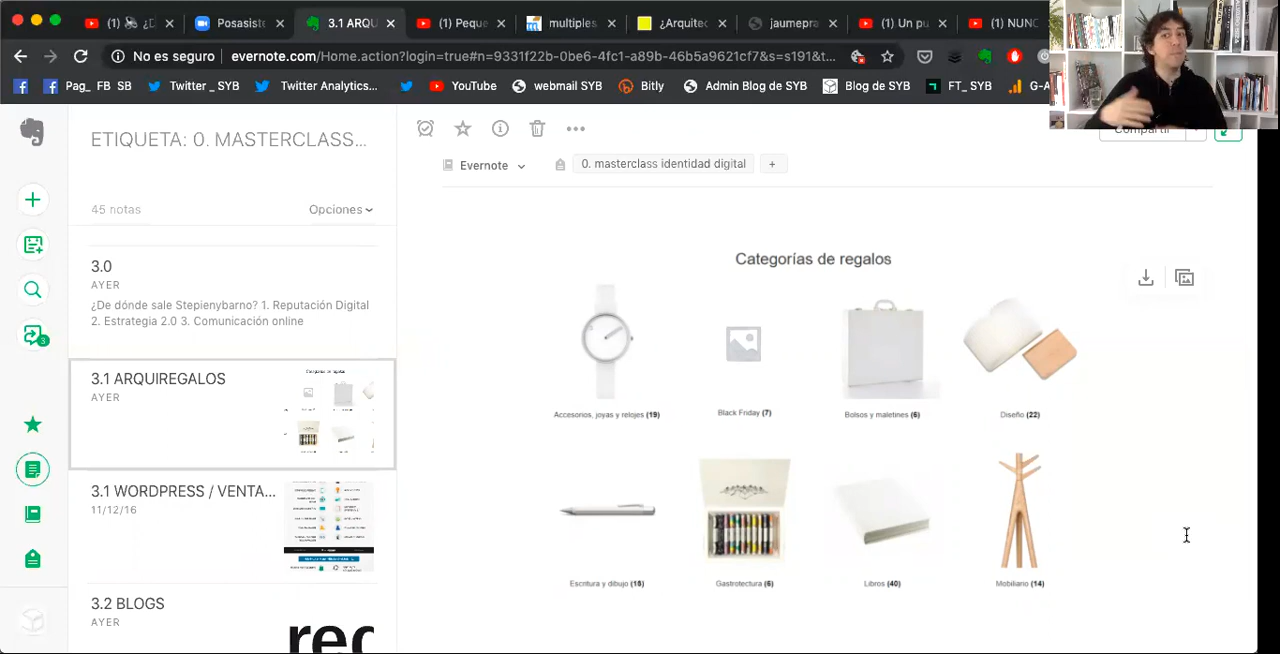 (1) 🐌 ¿D
Posasiste
3.1 ARQU
(1) Peque
multiples.
¿Arquitec
jaumepra
(1) Un pu
(1) NUNC
No es seguro
evernote.com/Home.action?login=true#n=9331f22b-0be6-4fc1-a89b-46b5a9621cf7&s=s191&t...
Pag_ FB SB
Twitter _ SYB
Twitter Analytics...
YouTube
webmail SYB
Bitly
Admin Blog de SYB
Blog de SYB
FT_ SYB
G-A
ETIQUETA: 0. MASTERCLASS...
45 notas
Opciones
3.0
AYER
¿De dónde sale Stepienybarno? 1. Reputación Digital
2. Estrategia 2.0 3. Comunicación online
3
3.1 ARQUIREGALOS
AYER
3.1 WORDPRESS / VENTA...
11/12/16
3.2 BLOGS
AYER
rec
Compartir
Evernote
0. masterclass identidad digital
+
Categorías de regalos
Accesorios, joyas y relojes (19)
Black Friday (7)
Bolsos y maletines (6)
Diseño (22)
Escritura y dibujo (18)
Gastrotectura (6)
Libros (40)
Mobiliario (14)